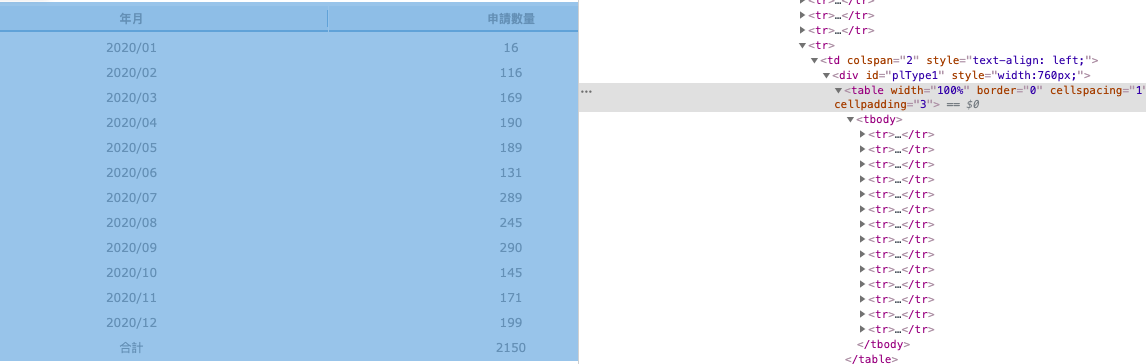 年月 申請數量
2020/01 16
2020/02 116
2020/03 169
2020/04 190
2020/05 189
2020/06 131
2020/07 289
2020/08 245
2020/09 290
2020/10 145
2020/11 171
2020/12 199
合計 2150
▶<tr>…</tr>
▶<tr>…</tr>
▶<tr>…</tr>
▼<tr>
▼<td colspan="2" style="text-align: left;">
▼<div id="plType1" style="width:760px;">
… ▼<table width="100%" border="0" cellspacing="1"
cellpadding="3"> == $0
▼<tbody>
▶<tr>…</tr>
▶<tr>…</tr>
▶<tr>…</tr>
▶<tr>…</tr>
▶<tr>…</tr>
▶<tr>…</tr>
▶<tr>…</tr>
▶<tr>…</tr>
▶<tr>…</tr>
▶<tr>…</tr>
▶<tr>…</tr>
▶<tr>…</tr>
▶<tr>…</tr>
▶<tr>…</tr>
</tbody>
</table>